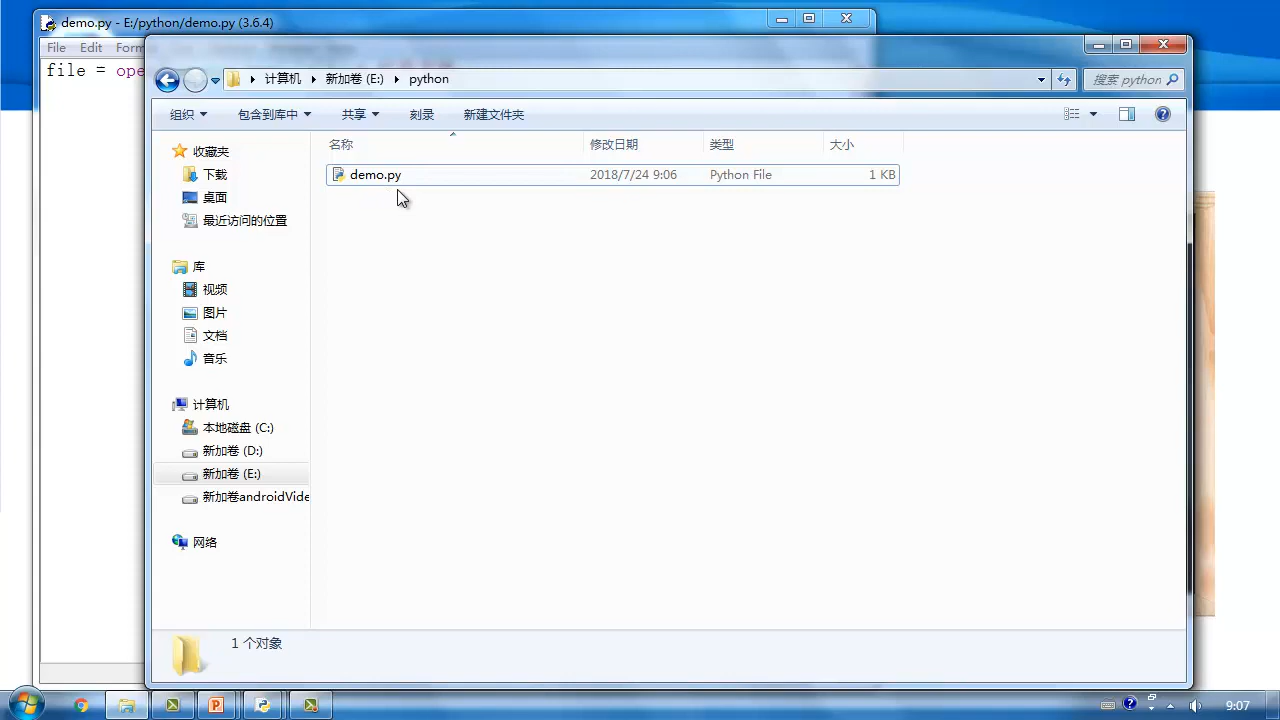 demo.py - E:/python/demo.py (3.6.4)
File Edit Form
file = ope
计算机 新加卷 (E:) python
搜索 python
组织 包含到库中 共享 刻录 新建文件夹
名称 修改日期 类型 大小
demo.py 2018/7/24 9:06 Python File 1 KB
收藏夹
下载
桌面
最近访问的位置
库
视频
图片
文档
音乐
计算机
本地磁盘 (C:)
新加卷 (D:)
新加卷 (E:)
新加卷androidVide
网络
1 个对象
9:07